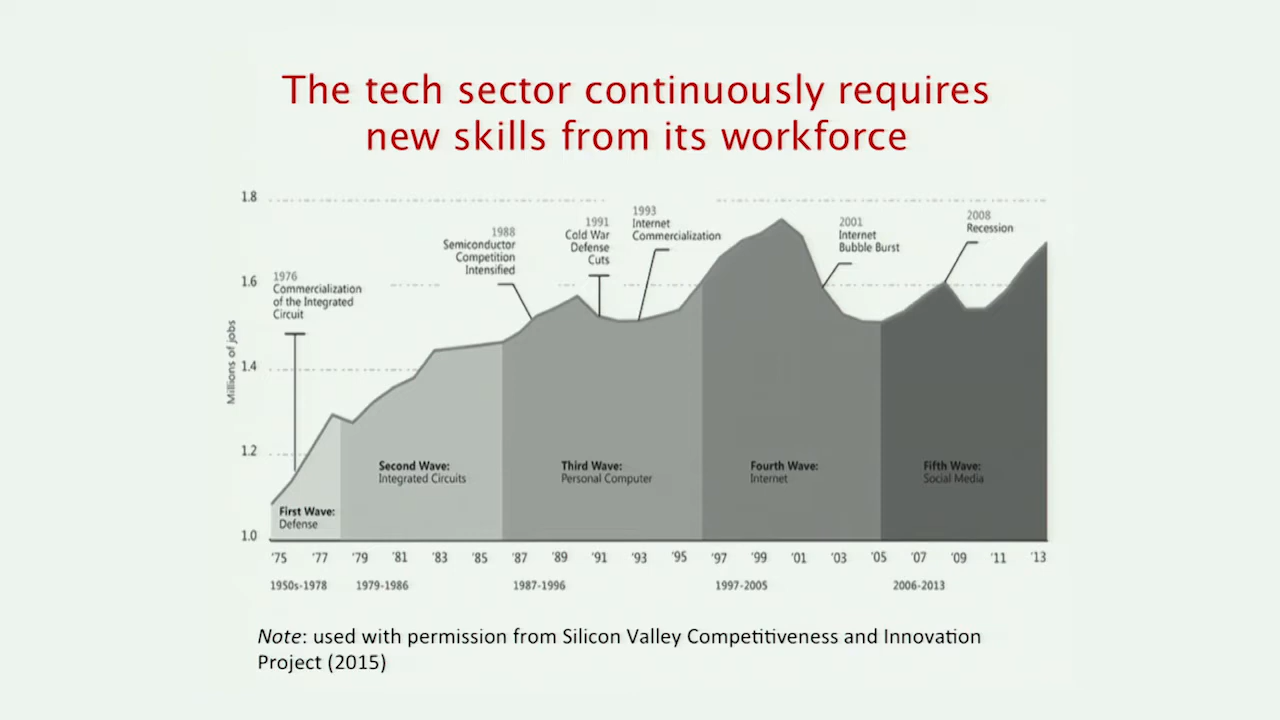 The tech sector continuously requires
new skills from its workforce
1.8
1.6
1.4
1.2
1.0
Millions of jobs
1976
Commercialization
of the Integrated
Circuit
1988
Semiconductor
Competition
Intensified
1991
Cold War
Defense
Cuts
1993
Internet
Commercialization
2001
Internet
Bubble Burst
2008
Recession
First Wave:
Defense
Second Wave:
Integrated Circuits
Third Wave:
Personal Computer
Fourth Wave:
Internet
Fifth Wave:
Social Media
'75 '77 '79 '81 '83 '85 '87 '89 '91 '93 '95 '97 '99 '01 '03 '05 '07 '09 '11 '13
1950s-1978 1979-1986 1987-1996 1997-2005 2006-2013
Note: used with permission from Silicon Valley Competitiveness and Innovation
Project (2015)